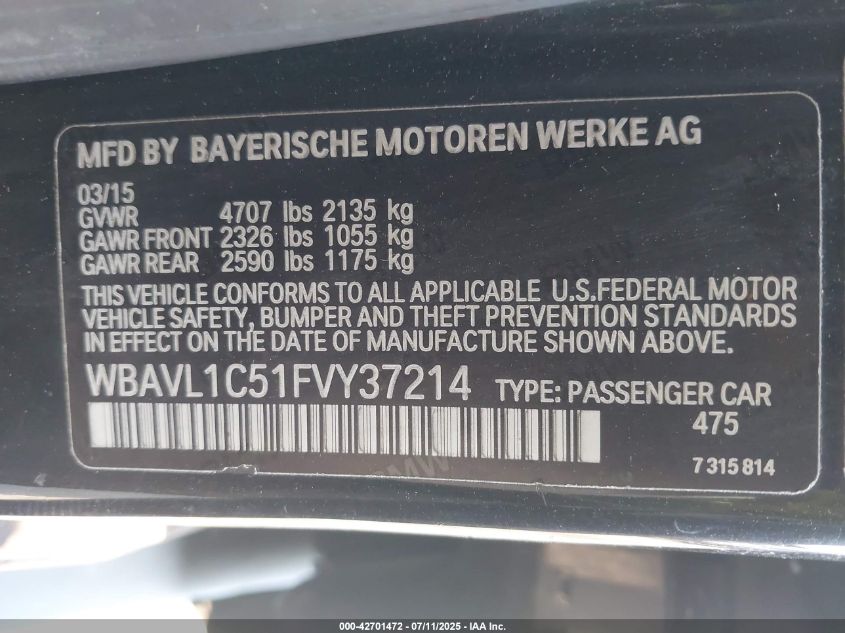 MFD BY BAYERISCHE MOTOREN WERKE AG
03/15
GVWR 4707 lbs 2135 kg
GAWR FRONT 2326 lbs 1055 kg
GAWR REAR 2590 lbs 1175 kg
THIS VEHICLE CONFORMS TO ALL APPLICABLE U.S.FEDERAL MOTOR
VEHICLE SAFETY, BUMPER AND THEFT PREVENTION STANDARDS
IN EFFECT ON THE DATE OF MANUFACTURE SHOWN ABOVE.
WBAVL1C51FVY37214 TYPE: PASSENGER CAR
475
7 315 814
000-42701472 - 07/11/2025 - IAA Inc.